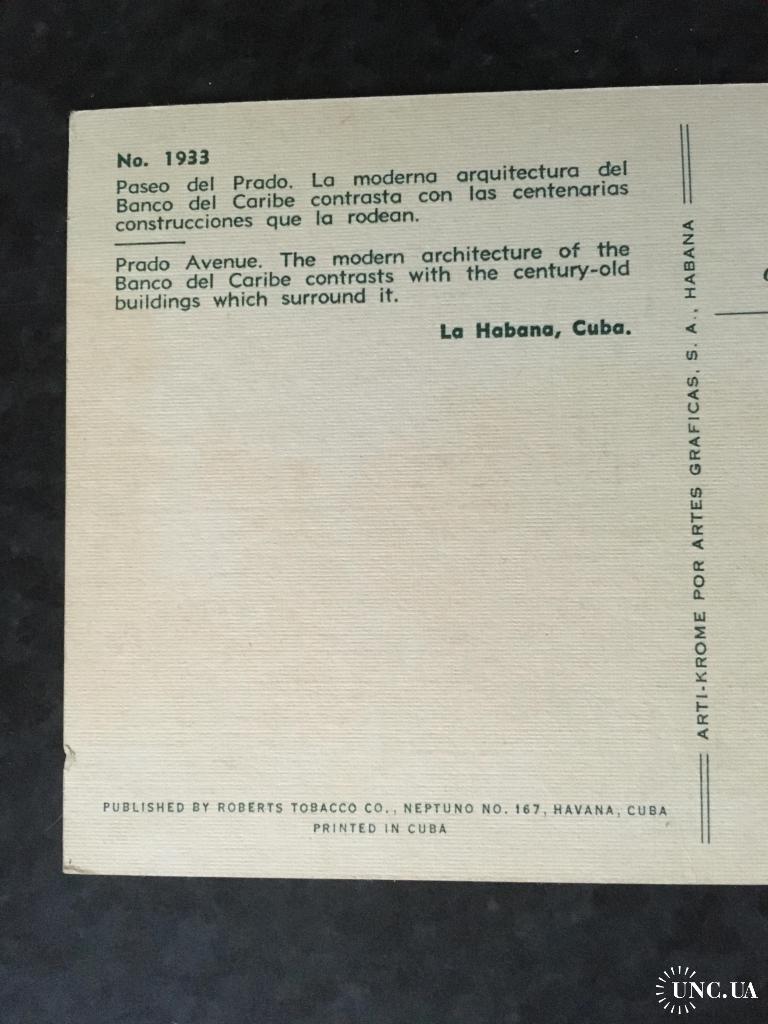 No. 1933
Paseo del Prado. La moderna arquitectura del
Banco del Caribe contrasta con las centenarias
construcciones que la rodean.
Prado Avenue. The modern architecture of the
Banco del Caribe contrasts with the century-old
buildings which surround it.
La Habana, Cuba.
PUBLISHED BY ROBERTS TOBACCO CO., NEPTUNO NO. 167, HAVANA, CUBA
PRINTED IN CUBA
ARTI-KROME POR ARTES GRAFICAS, S. A., HABANA
UNC.UA